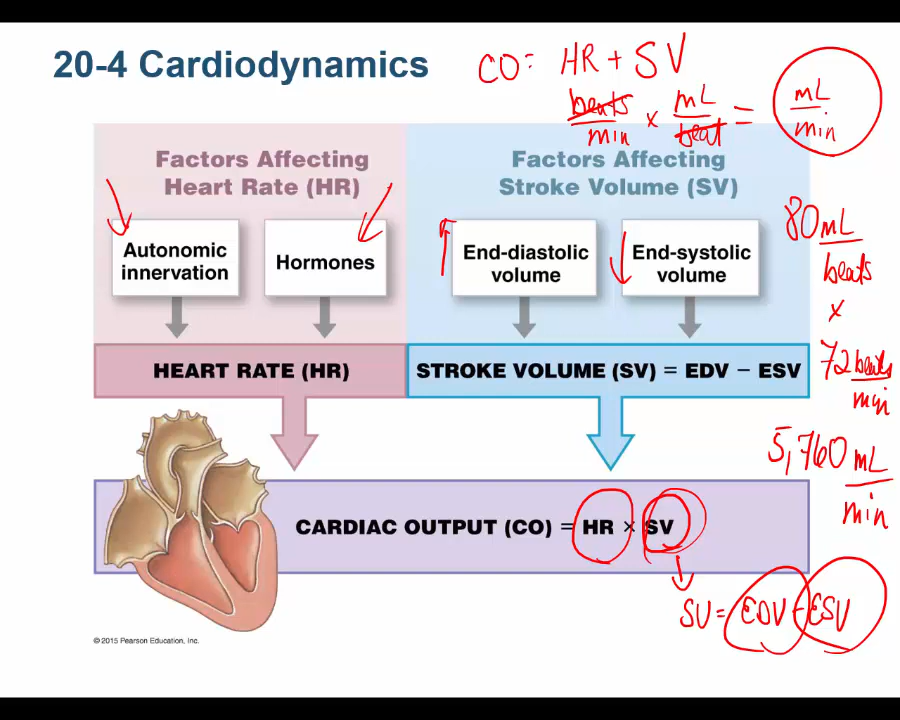 20-4 Cardiodynamics
CO = HR + SV
beats/min × mL/beat = mL/min
Factors Affecting
Heart Rate (HR)
Factors Affecting
Stroke Volume (SV)
Autonomic
innervation
Hormones
End-diastolic
volume
End-systolic
volume
80 mL
beats
×
72 beats
min
HEART RATE (HR)
STROKE VOLUME (SV) = EDV − ESV
5,760 mL
min
CARDIAC OUTPUT (CO) = HR × SV
SV = EDV - ESV
© 2015 Pearson Education, Inc.